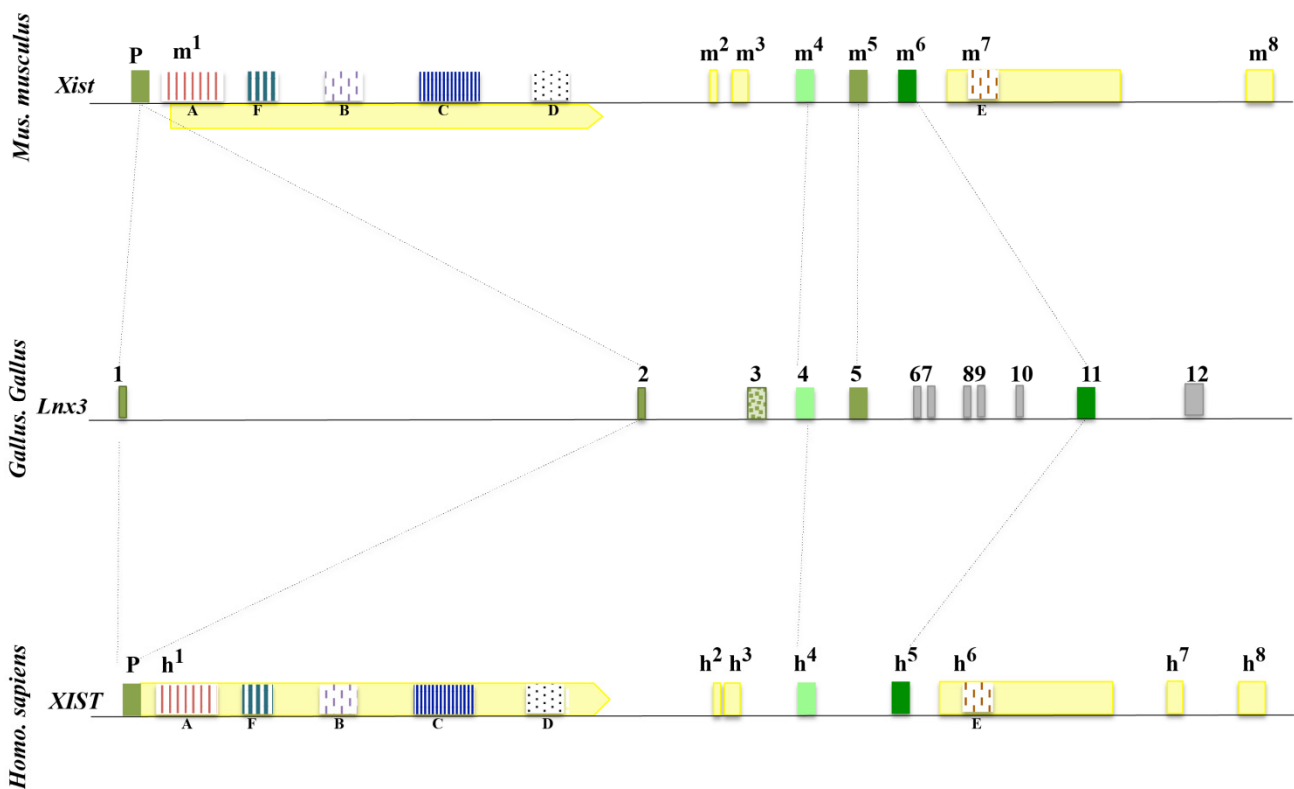 Mus. musculus
P m1 m2 m3 m4 m5 m6 m7 m8
Xist
A F B C D E
Gallus. Gallus
1 2 3 4 5 67 89 10 11 12
Lnx3
Homo. sapiens
P h1 h2 h3 h4 h5 h6 h7 h8
XIST
A F B C D E